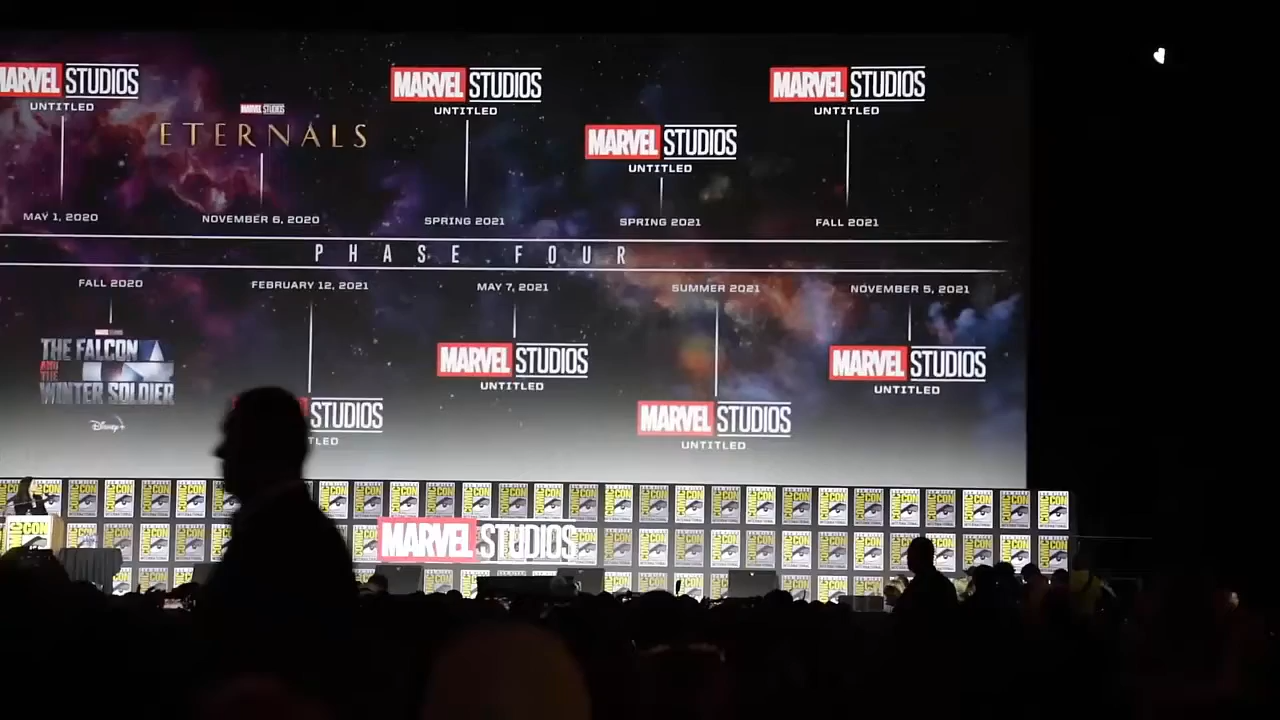 MARVEL STUDIOS
UNTITLED
MAY 1, 2020
MARVEL STUDIOS
ETERNALS
NOVEMBER 6, 2020
MARVEL STUDIOS
UNTITLED
SPRING 2021
MARVEL STUDIOS
UNTITLED
SPRING 2021
MARVEL STUDIOS
UNTITLED
FALL 2021
PHASE FOUR
FALL 2020
THE FALCON
AND THE
WINTER SOLDIER
Disney+
FEBRUARY 12, 2021
STUDIOS
MAY 7, 2021
MARVEL STUDIOS
UNTITLED
SUMMER 2021
MARVEL STUDIOS
UNTITLED
NOVEMBER 5, 2021
MARVEL STUDIOS
UNTITLED
MARVEL STUDIOS
COMIC CON